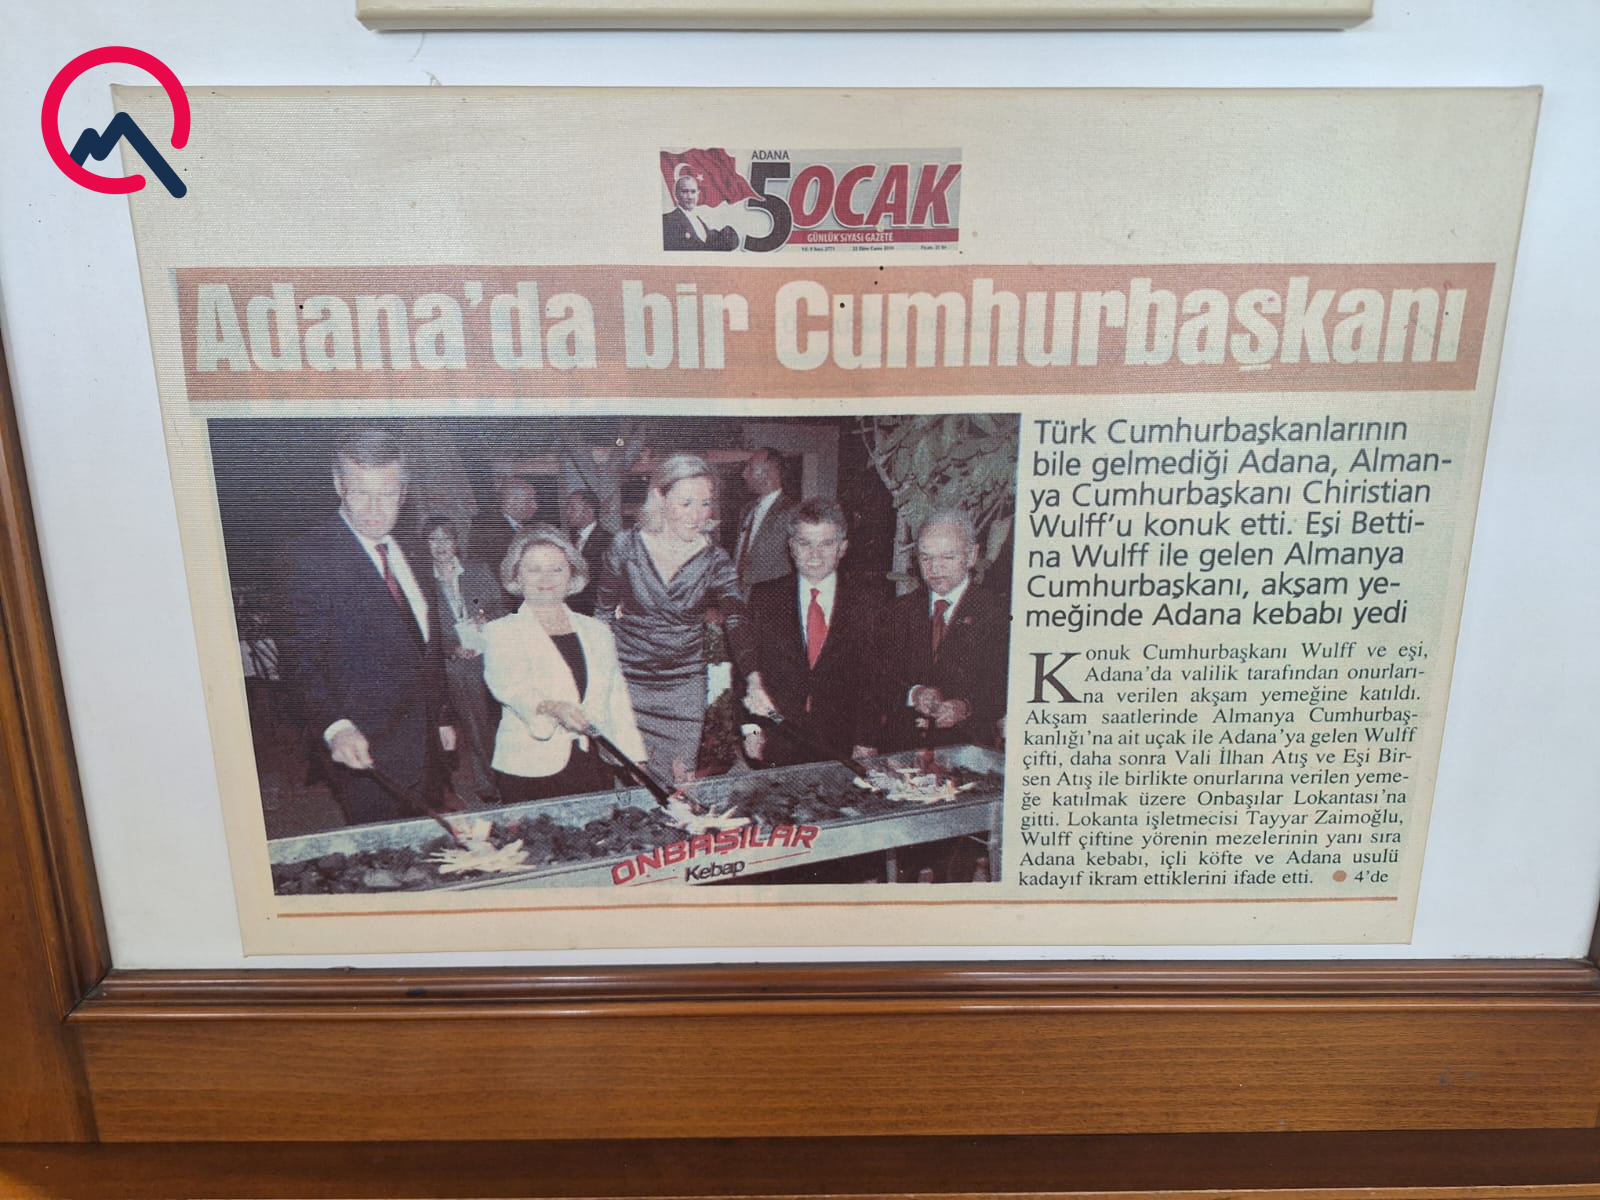 ADANA
5 OCAK
GÜNLÜK SİYASİ GAZETE
Adana'da bir Cumhurbaşkanı
Türk Cumhurbaşkanlarının
bile gelmediği Adana, Alman-
ya Cumhurbaşkanı Chiristian
Wulff'u konuk etti. Eşi Betti-
na Wulff ile gelen Almanya
Cumhurbaşkanı, akşam ye-
meğinde Adana kebabı yedi
Konuk Cumhurbaşkanı Wulff ve eşi,
Adana'da valilik tarafından onurları-
na verilen akşam yemeğine katıldı.
Akşam saatlerinde Almanya Cumhurbaş-
kanlığı'na ait uçak ile Adana'ya gelen Wulff
çifti, daha sonra Vali İlhan Atış ve Eşi Bir-
sen Atış ile birlikte onurlarına verilen yeme-
ğe katılmak üzere Onbaşılar Lokantası'na
gitti. Lokanta işletmecisi Tayyar Zaimoğlu,
Wulff çiftine yörenin mezelerinin yanı sıra
Adana kebabı, içli köfte ve Adana usulü
kadayıf ikram ettiklerini ifade etti. ● 4'de
ONBAŞILAR
Kebap